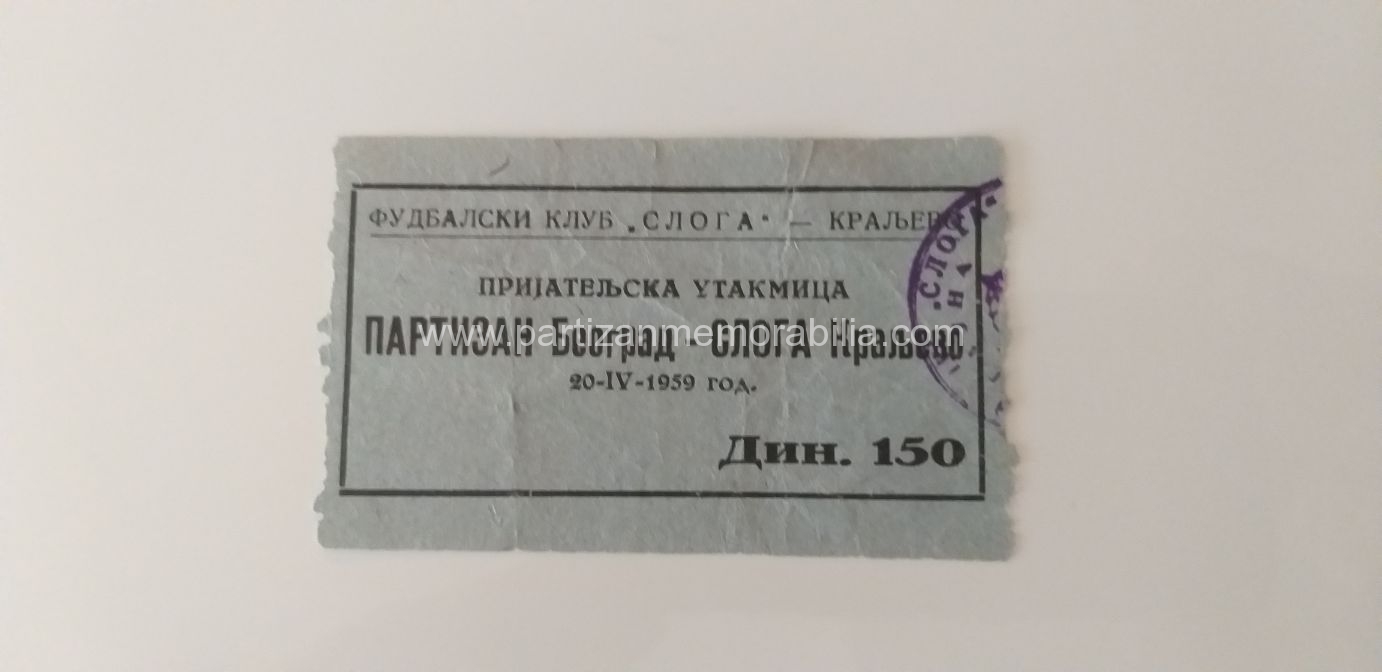 ФУДБАЛСКИ КЛУБ „СЛОГА“ — КРАЉЕВО
ПРИЈАТЕЉСКА УТАКМИЦА
ПАРТИЗАН Београд - СЛОГА Краљево
www.partizanmemorabilia.com
20-IV-1959 год.
Дин. 150
„СЛОГА“